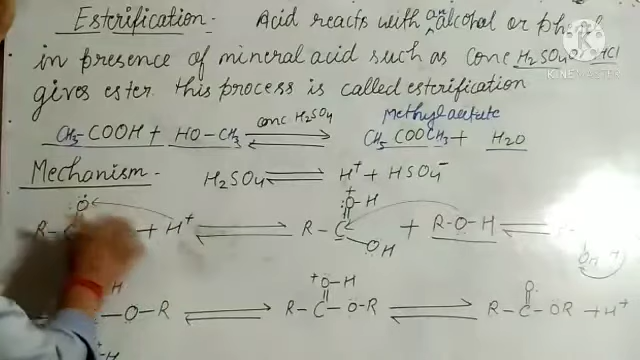 Esterification- Acid reacts with an alcohol or phenol
in presence of mineral acid such as conc H2SO4 or HCl
gives ester this process is called esterification
KINEMASTER
conc. H2SO4 Methylacetate
CH3-COOH + HO-CH3 ⇌ CH3COOCH3 + H2O
Mechanism- H2SO4 ⇌ H+ + HSO4-
R- + H+ ⇌ R-C + R-O-H ⇌
:O-H
OH
H -O-R ⇌ R-C-O-R ⇌ R-C-OR + H+
+O-H
O